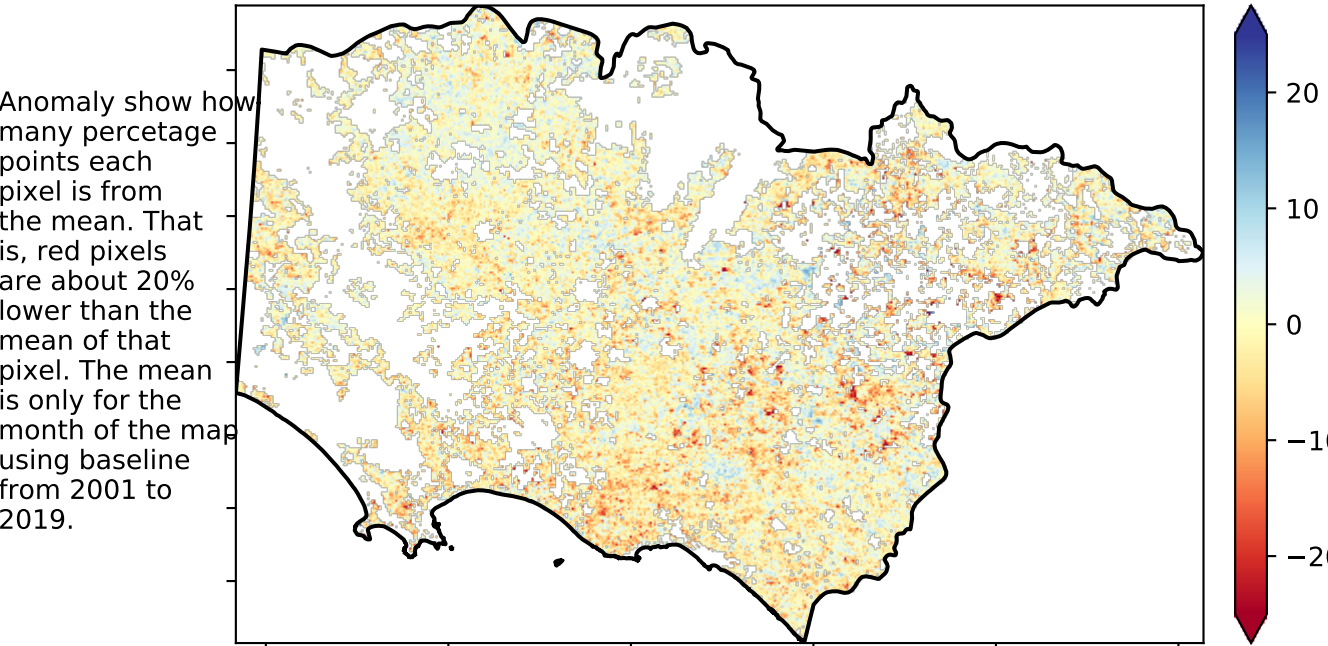 Anomaly show how
many percetage
points each
pixel is from
the mean. That
is, red pixels
are about 20%
lower than the
mean of that
pixel. The mean
is only for the
month of the map
using baseline
from 2001 to
2019.
20
10
0
−10
−20